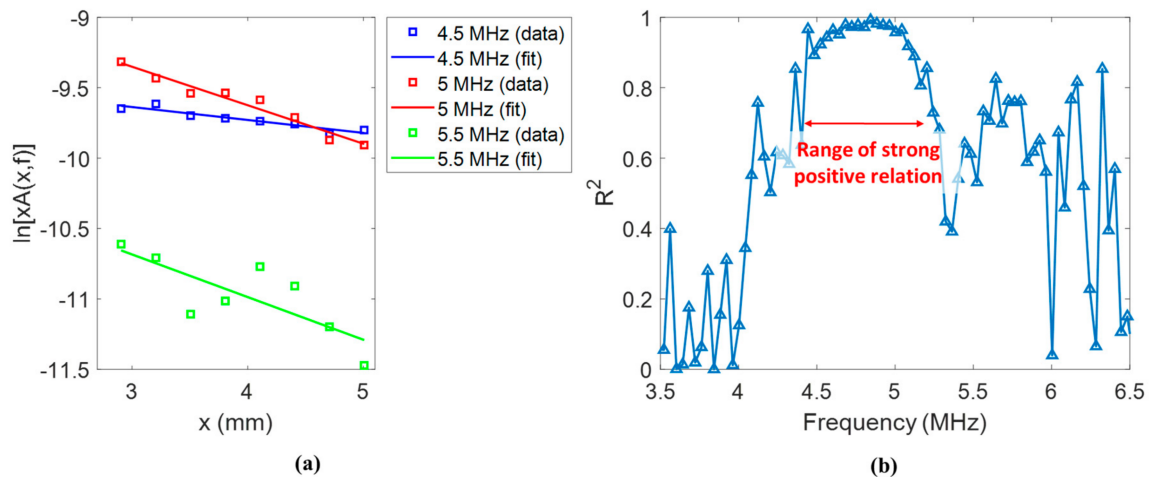 -9
-9.5
-10
-10.5
-11
-11.5
3
4
5
ln[xA(x,f)]
x (mm)
4.5 MHz (data)
4.5 MHz (fit)
5 MHz (data)
5 MHz (fit)
5.5 MHz (data)
5.5 MHz (fit)
(a)
1
0.8
0.6
0.4
0.2
0
3.5
4
4.5
5
5.5
6
6.5
R²
Frequency (MHz)
Range of strong
positive relation
(b)